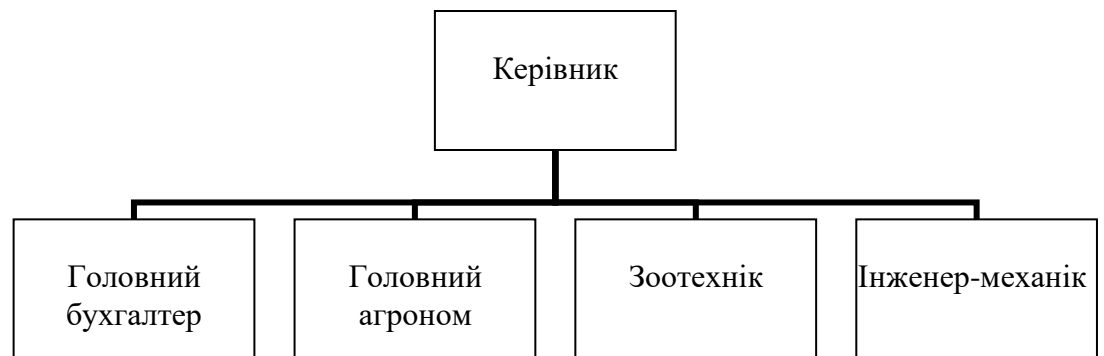 Керівник
Головний
бухгалтер
Головний
агроном
Зоотехнік
Інженер-механік